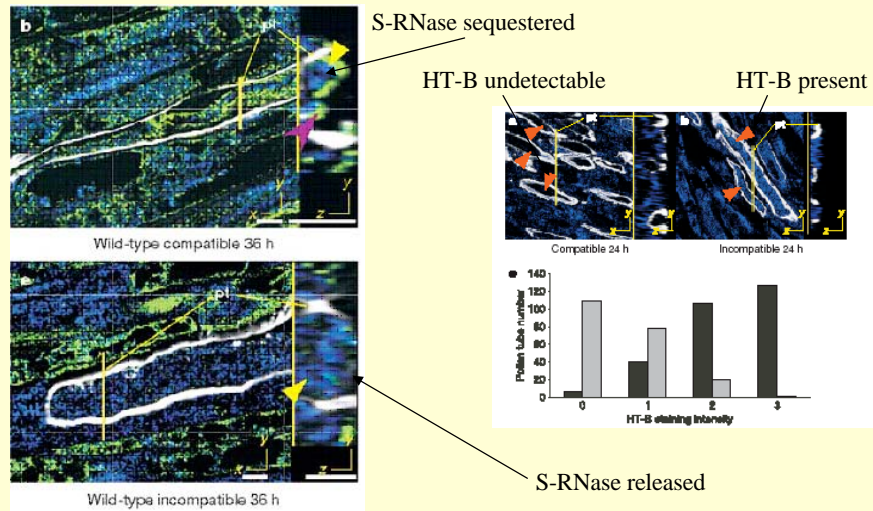 b
pt
S-RNase sequestered
x
y
z
y
Wild-type compatible 36 h
HT-B undetectable
HT-B present
a
pt
x
y
z
y
Compatible 24 h
b
pt
x
y
z
y
Incompatible 24 h
e
pt
x
y
z
y
Wild-type incompatible 36 h
140
120
100
80
60
40
20
0
Pollen tube number
0
1
2
3
HT-B staining intensity
S-RNase released